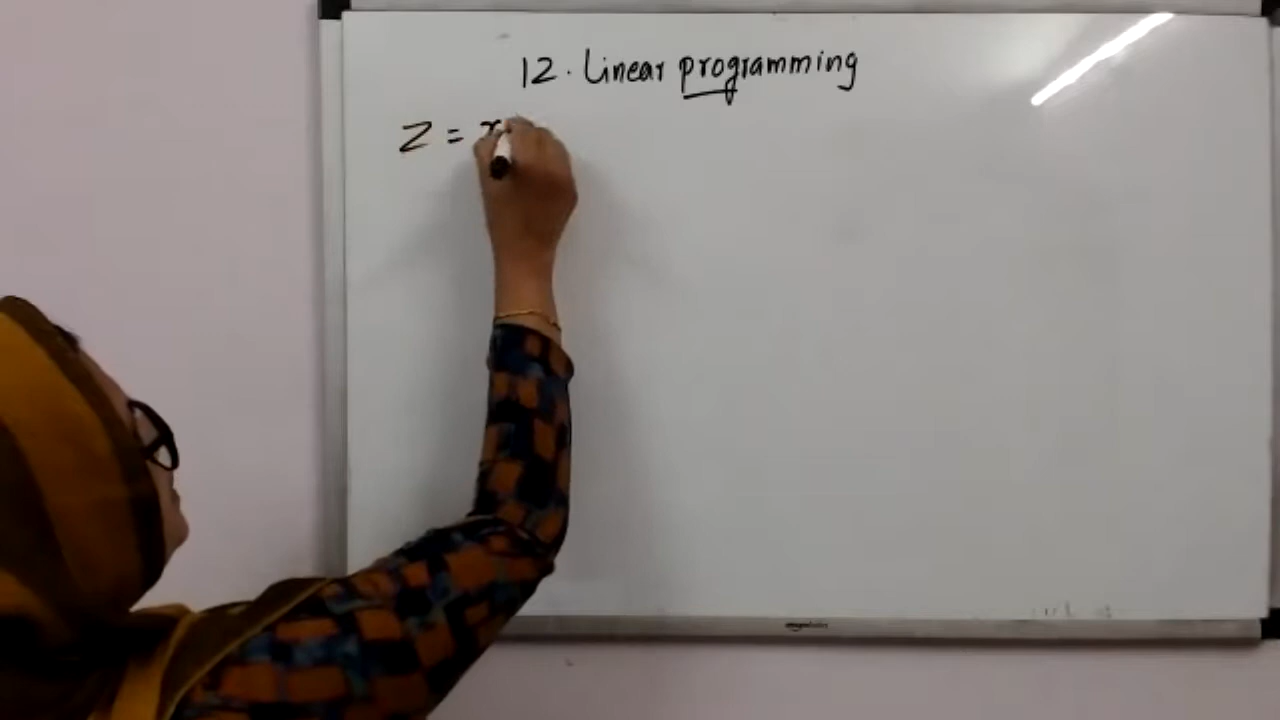 12. Linear programming
Z = x